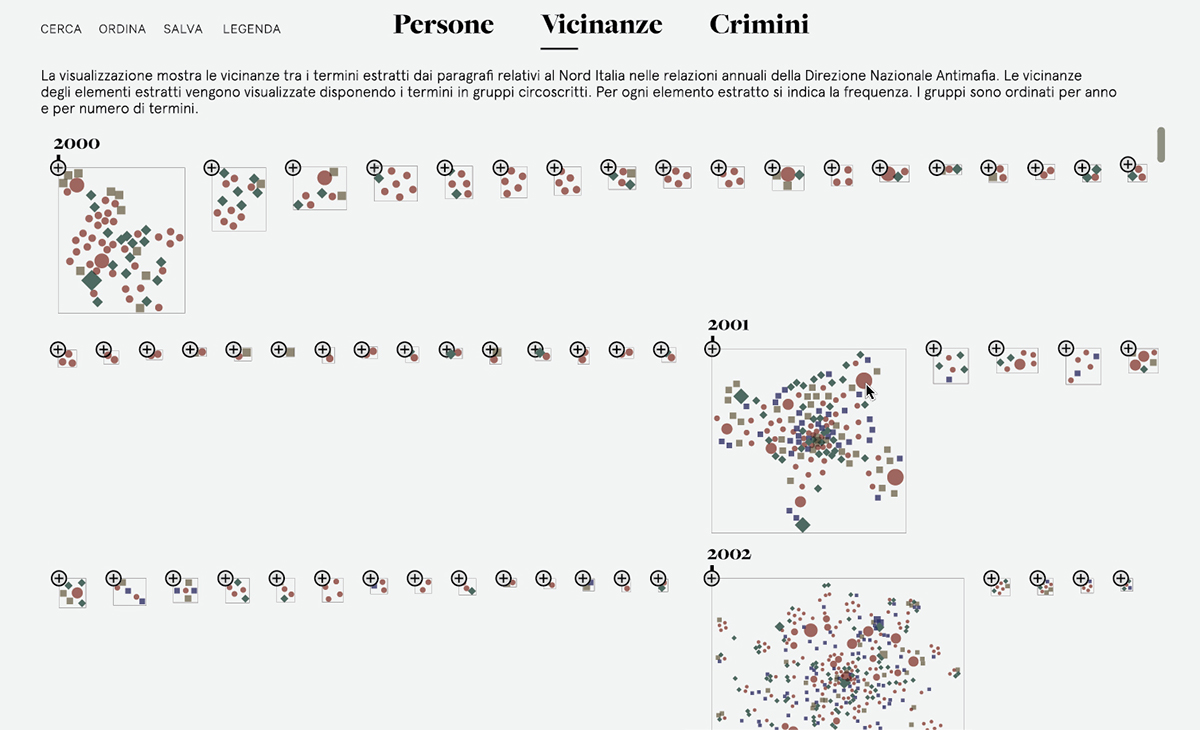 CERCA ORDINA SALVA LEGENDA
Persone Vicinanze Crimini
La visualizzazione mostra le vicinanze tra i termini estratti dai paragrafi relativi al Nord Italia nelle relazioni annuali della Direzione Nazionale Antimafia. Le vicinanze
degli elementi estratti vengono visualizzate disponendo i termini in gruppi circoscritti. Per ogni elemento estratto si indica la frequenza. I gruppi sono ordinati per anno
e per numero di termini.
2000
2001
2002